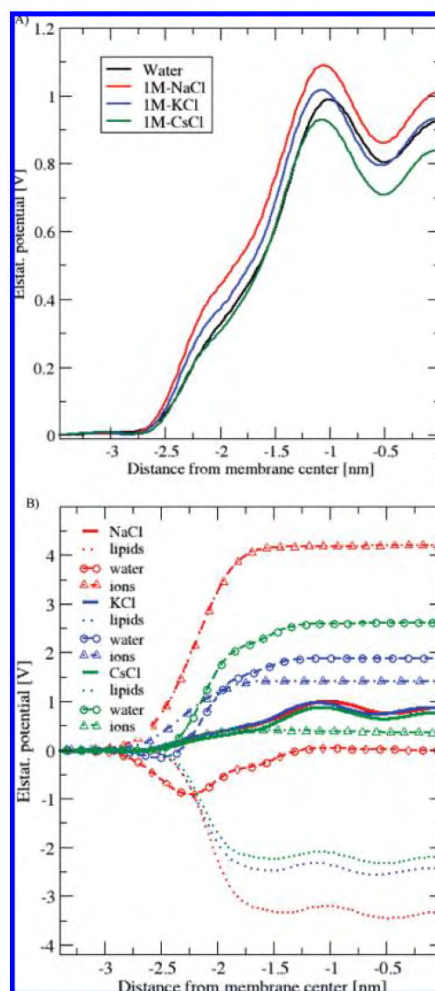 A)
1.2
1
0.8
0.6
0.4
0.2
0
Elstat. potential [V]
Water
1M-NaCl
1M-KCl
1M-CsCl
-3
-2.5
-2
-1.5
-1
-0.5
Distance from membrane center [nm]
B)
NaCl
lipids
water
ions
KCl
lipids
water
ions
CsCl
lipids
water
ions
4
3
2
1
0
-1
-2
-3
-4
Elstat. potential [V]
-3
-2.5
-2
-1.5
-1
-0.5
Distance from membrane center [nm]